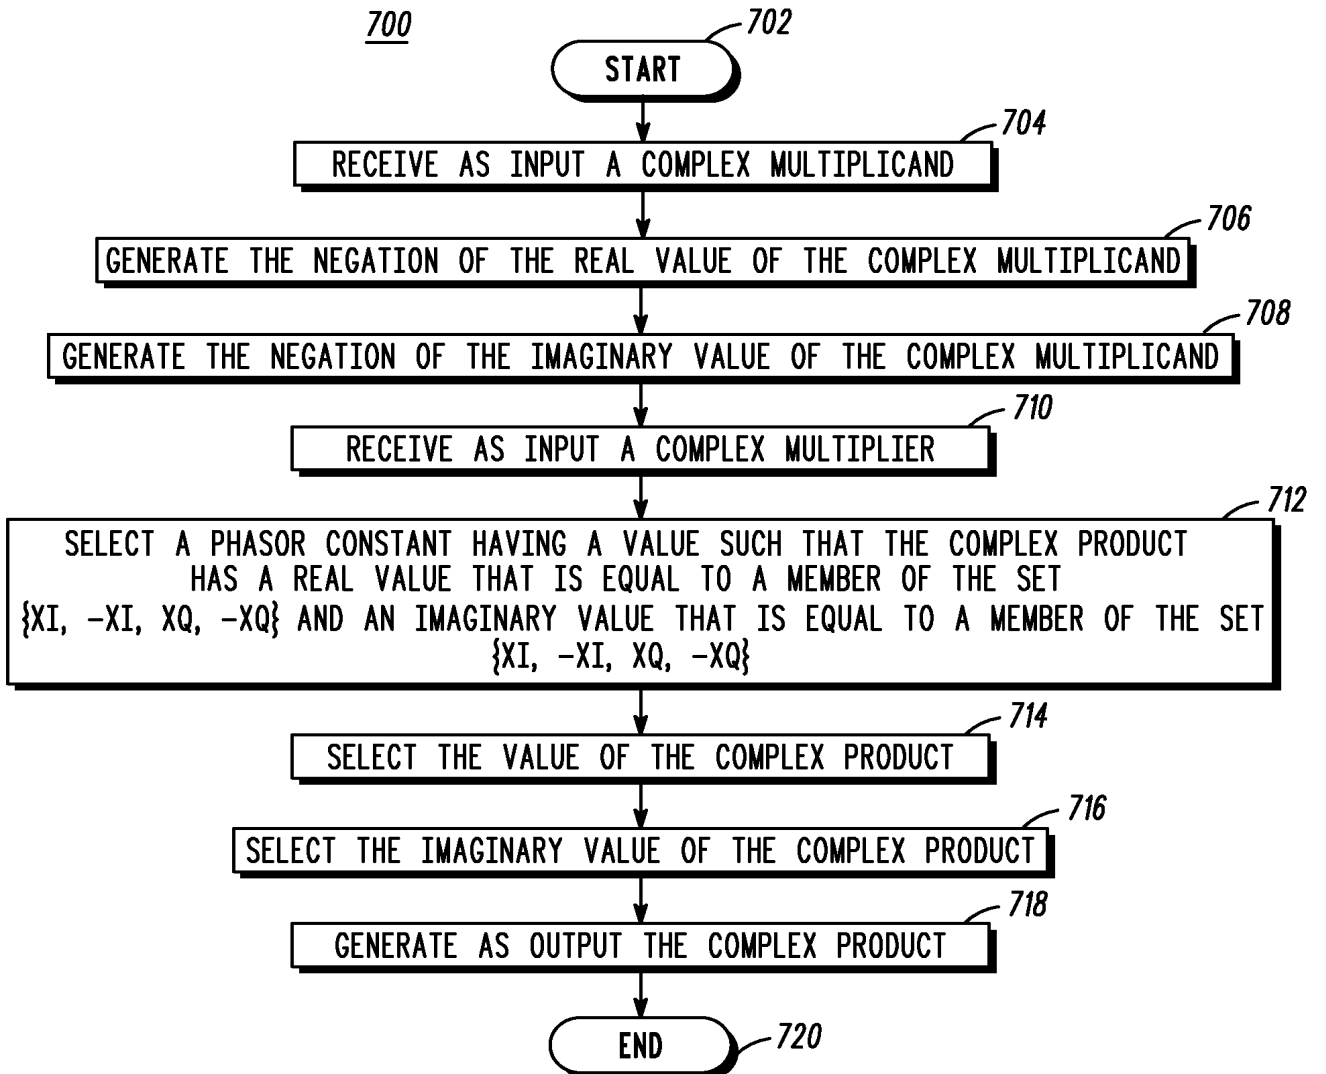 700
702
START
704
RECEIVE AS INPUT A COMPLEX MULTIPLICAND
706
GENERATE THE NEGATION OF THE REAL VALUE OF THE COMPLEX MULTIPLICAND
708
GENERATE THE NEGATION OF THE IMAGINARY VALUE OF THE COMPLEX MULTIPLICAND
710
RECEIVE AS INPUT A COMPLEX MULTIPLIER
712
SELECT A PHASOR CONSTANT HAVING A VALUE SUCH THAT THE COMPLEX PRODUCT
HAS A REAL VALUE THAT IS EQUAL TO A MEMBER OF THE SET
{XI, -XI, XQ, -XQ} AND AN IMAGINARY VALUE THAT IS EQUAL TO A MEMBER OF THE SET
{XI, -XI, XQ, -XQ}
714
SELECT THE VALUE OF THE COMPLEX PRODUCT
716
SELECT THE IMAGINARY VALUE OF THE COMPLEX PRODUCT
718
GENERATE AS OUTPUT THE COMPLEX PRODUCT
END
720